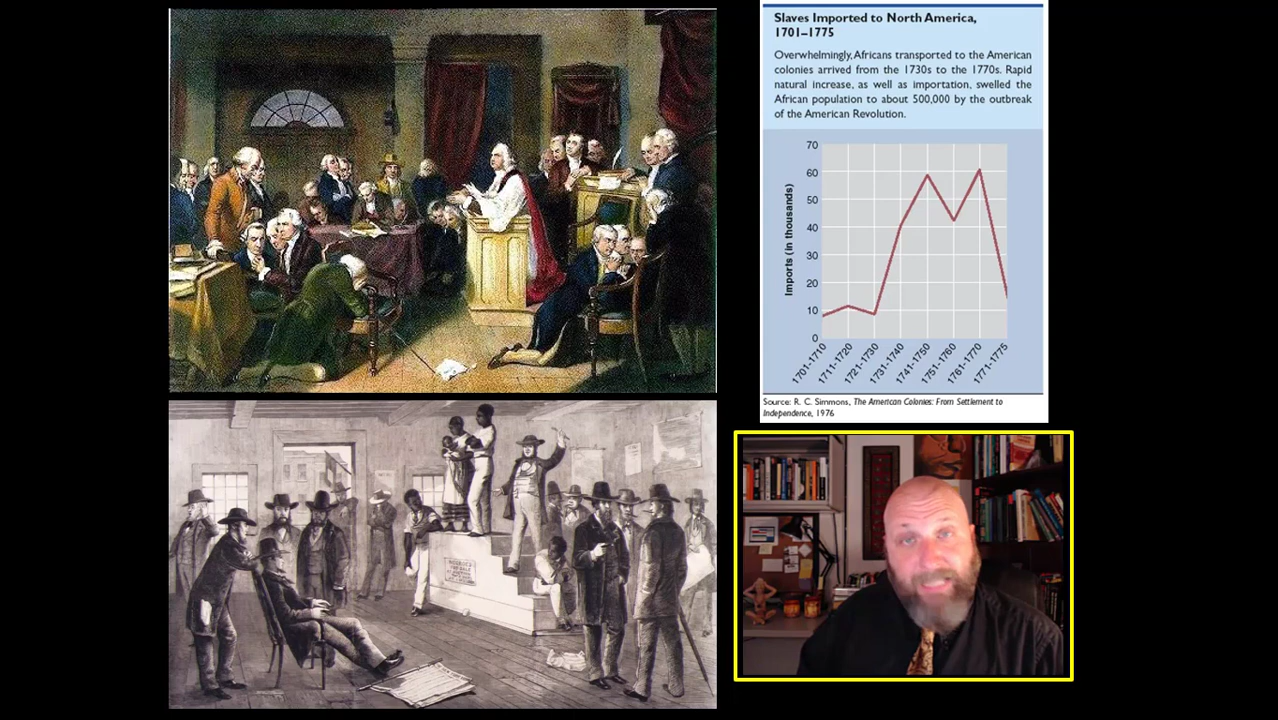 Slaves Imported to North America,
1701–1775
Overwhelmingly, Africans transported to the American
colonies arrived from the 1730s to the 1770s. Rapid
natural increase, as well as importation, swelled the
African population to about 500,000 by the outbreak
of the American Revolution.
70
60
50
40
30
20
10
0
Imports (in thousands)
1701-1710
1711-1720
1721-1730
1731-1740
1741-1750
1751-1760
1761-1770
1771-1775
Source: R. C. Simmons, The American Colonies: From Settlement to
Independence, 1976
NEGROES
FOR SALE